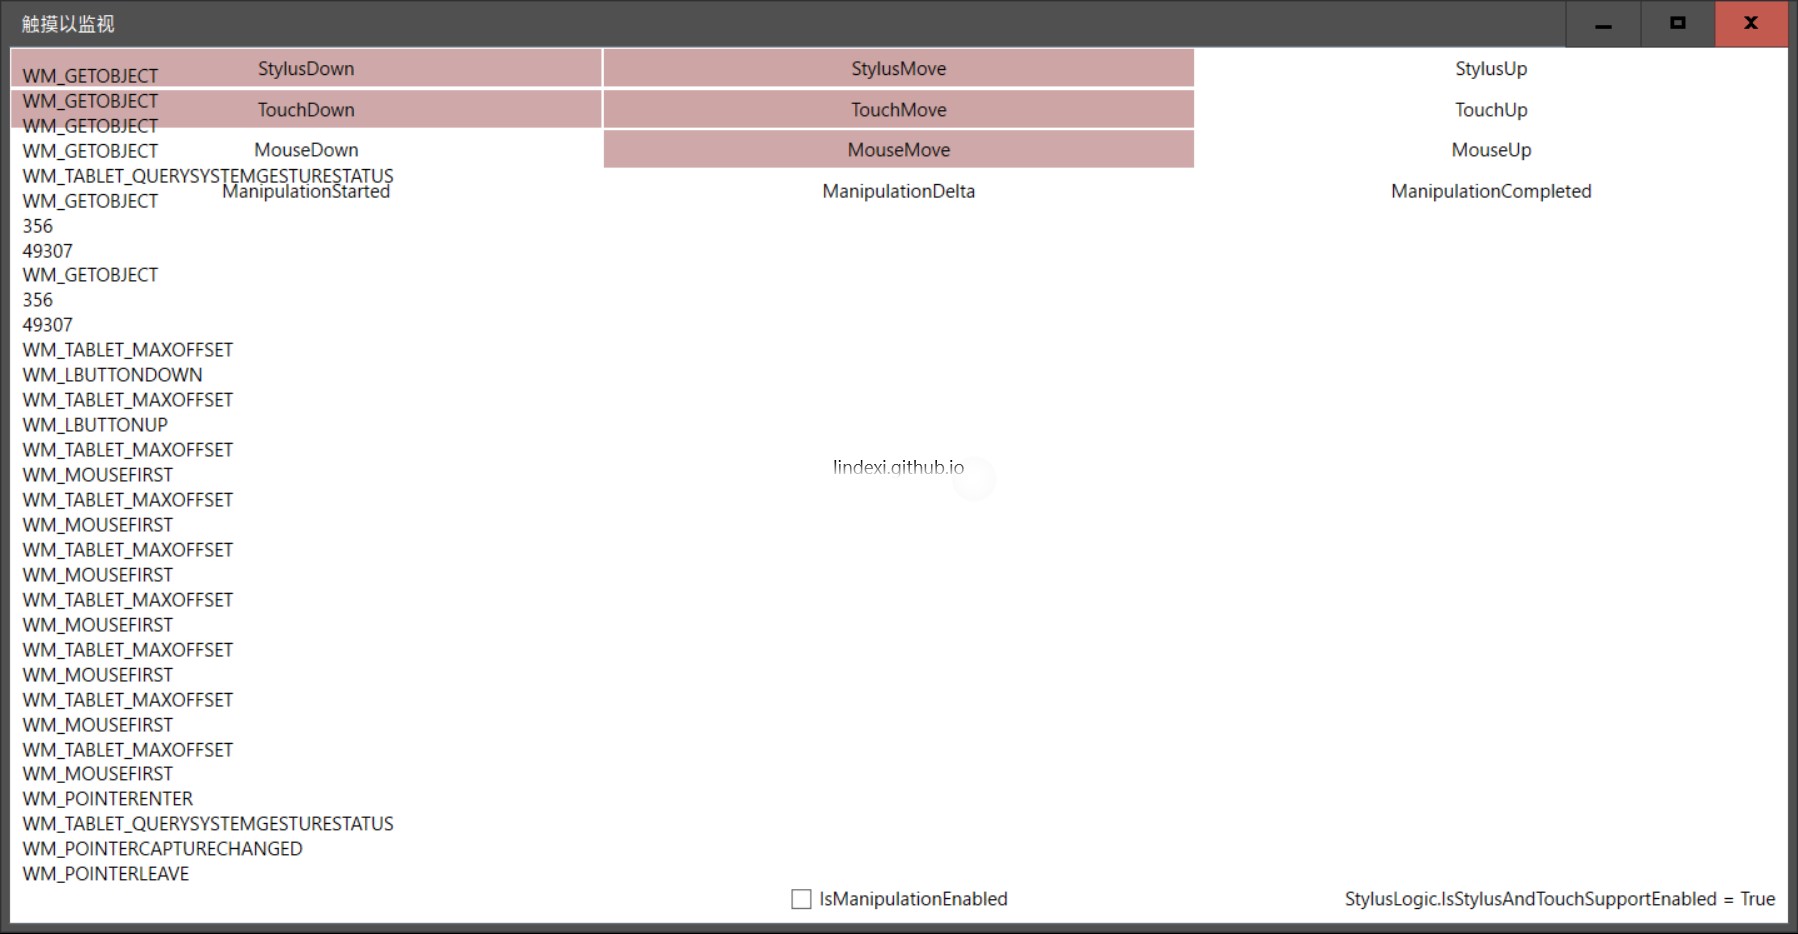 触摸以监视
StylusDown StylusMove StylusUp
TouchDown TouchMove TouchUp
MouseDown MouseMove MouseUp
ManipulationStarted ManipulationDelta ManipulationCompleted
WM_GETOBJECT
WM_GETOBJECT
WM_GETOBJECT
WM_GETOBJECT
WM_TABLET_QUERYSYSTEMGESTURESTATUS
WM_GETOBJECT
356
49307
WM_GETOBJECT
356
49307
WM_TABLET_MAXOFFSET
WM_LBUTTONDOWN
WM_TABLET_MAXOFFSET
WM_LBUTTONUP
WM_TABLET_MAXOFFSET
WM_MOUSEFIRST
WM_TABLET_MAXOFFSET
WM_MOUSEFIRST
WM_TABLET_MAXOFFSET
WM_MOUSEFIRST
WM_TABLET_MAXOFFSET
WM_MOUSEFIRST
WM_TABLET_MAXOFFSET
WM_MOUSEFIRST
WM_TABLET_MAXOFFSET
WM_MOUSEFIRST
WM_TABLET_MAXOFFSET
WM_MOUSEFIRST
WM_POINTERENTER
WM_TABLET_QUERYSYSTEMGESTURESTATUS
WM_POINTERCAPTURECHANGED
WM_POINTERLEAVE
lindexi.github.io
IsManipulationEnabled
StylusLogic.IsStylusAndTouchSupportEnabled = True